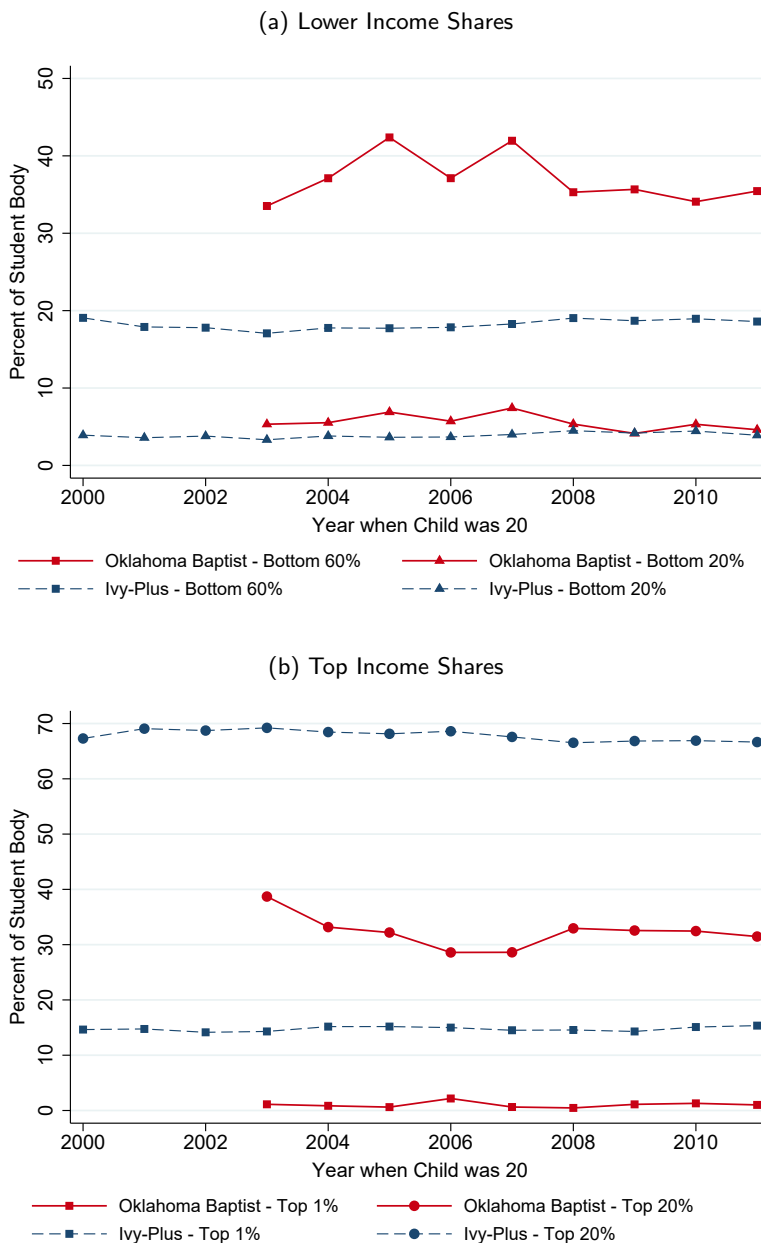 (a) Lower Income Shares
50
40
30
20
10
0
Percent of Student Body
2000 2002 2004 2006 2008 2010
Year when Child was 20
Oklahoma Baptist - Bottom 60% Oklahoma Baptist - Bottom 20%
Ivy-Plus - Bottom 60% Ivy-Plus - Bottom 20%
(b) Top Income Shares
70
60
50
40
30
20
10
0
Percent of Student Body
2000 2002 2004 2006 2008 2010
Year when Child was 20
Oklahoma Baptist - Top 1% Oklahoma Baptist - Top 20%
Ivy-Plus - Top 1% Ivy-Plus - Top 20%